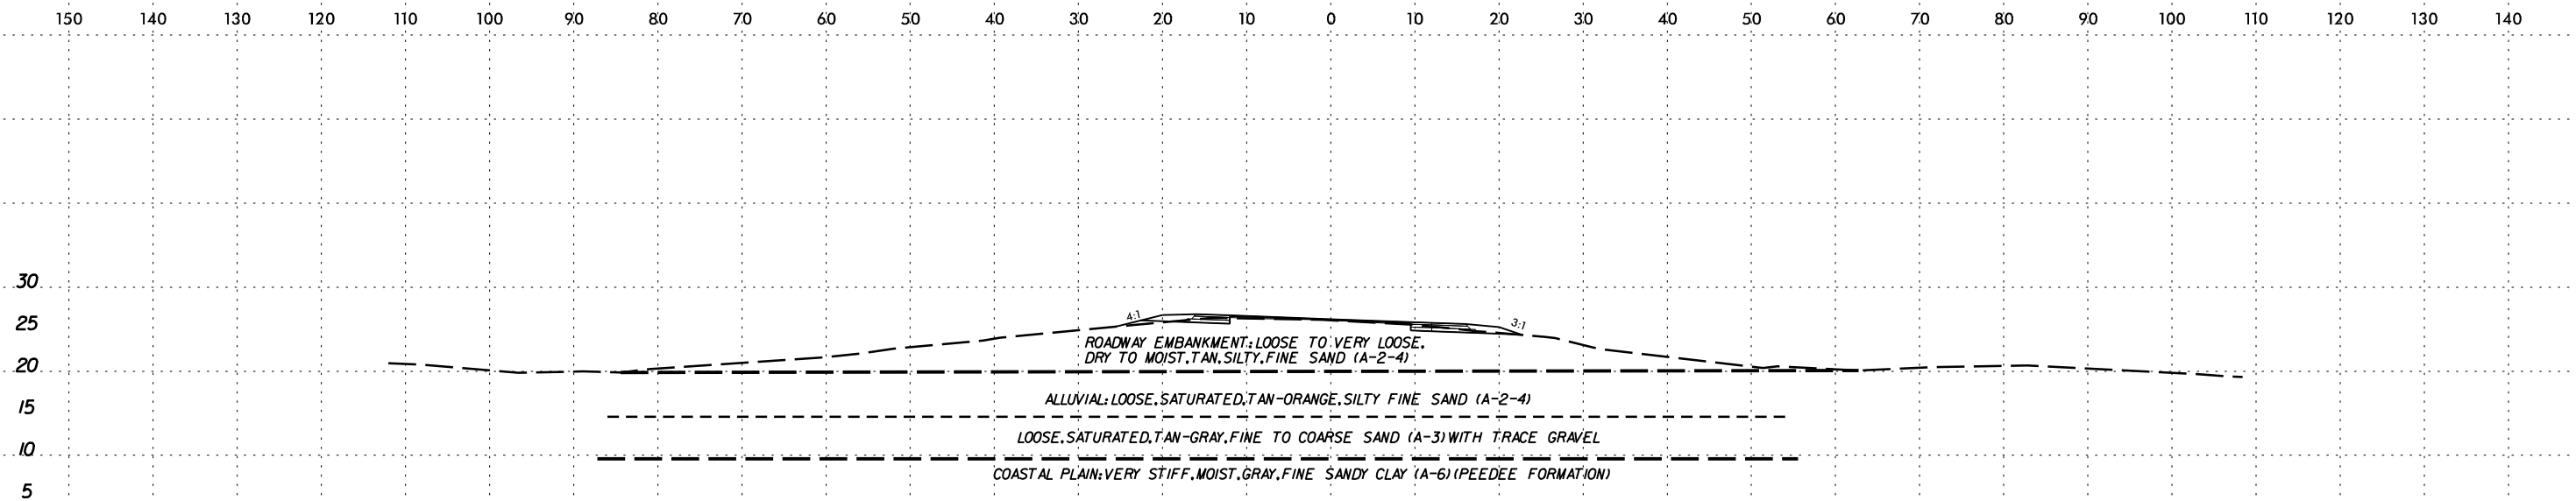 150 140 130 120 110 100 90 80 70 60 50 40 30 20 10 0 10 20 30 40 50 60 70 80 90 100 110 120 130 140
30
4:1 3:1
25
ROADWAY EMBANKMENT: LOOSE TO VERY LOOSE,
DRY TO MOIST, TAN, SILTY, FINE SAND (A-2-4)
20
ALLUVIAL: LOOSE, SATURATED, TAN-ORANGE, SILTY FINE SAND (A-2-4)
15
LOOSE, SATURATED, TAN-GRAY, FINE TO COARSE SAND (A-3) WITH TRACE GRAVEL
10
COASTAL PLAIN: VERY STIFF, MOIST, GRAY, FINE SANDY CLAY (A-6) (PEEDEE FORMATION)
5